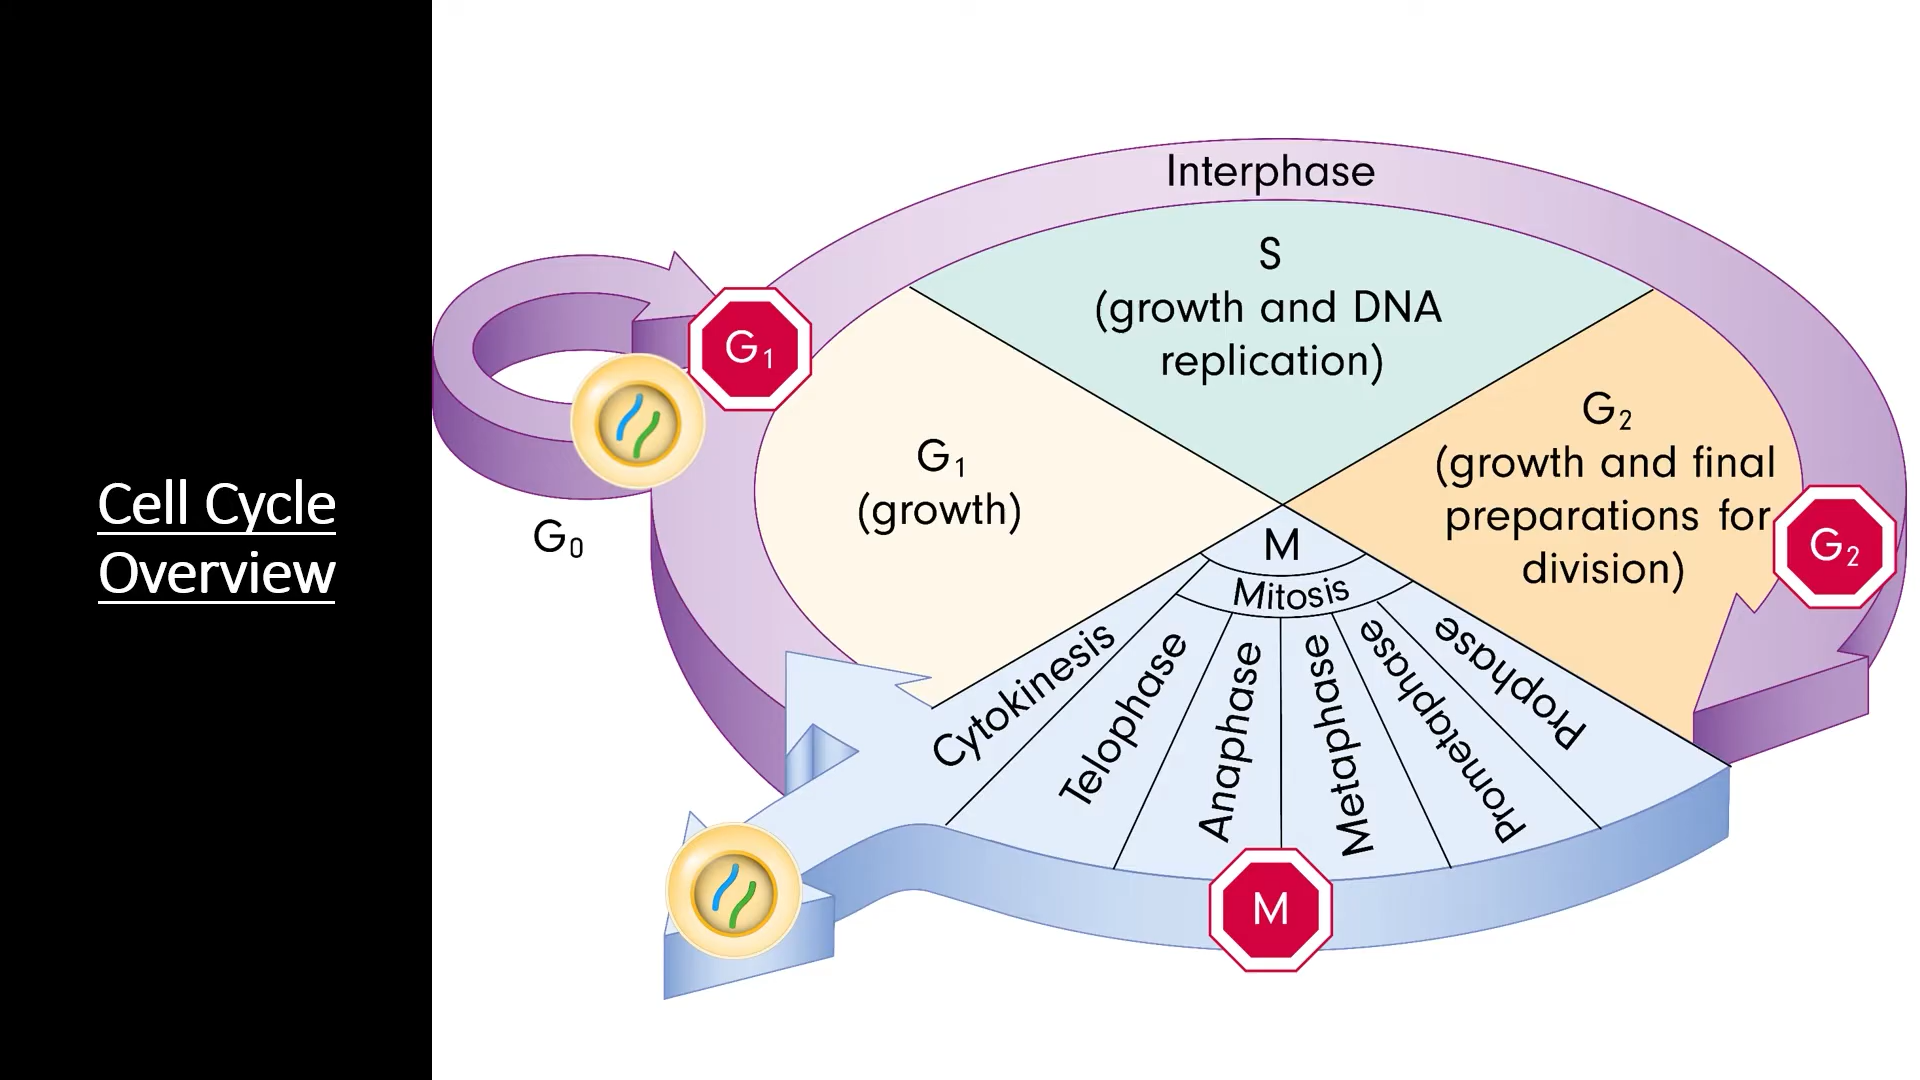 Cell Cycle
Overview
Interphase
S
(growth and DNA
replication)
G₁
G₁
(growth)
G₀
G₂
(growth and final
preparations for
division)
G₂
M
Mitosis
Cytokinesis
Telophase
Anaphase
Metaphase
Prometaphase
Prophase
M